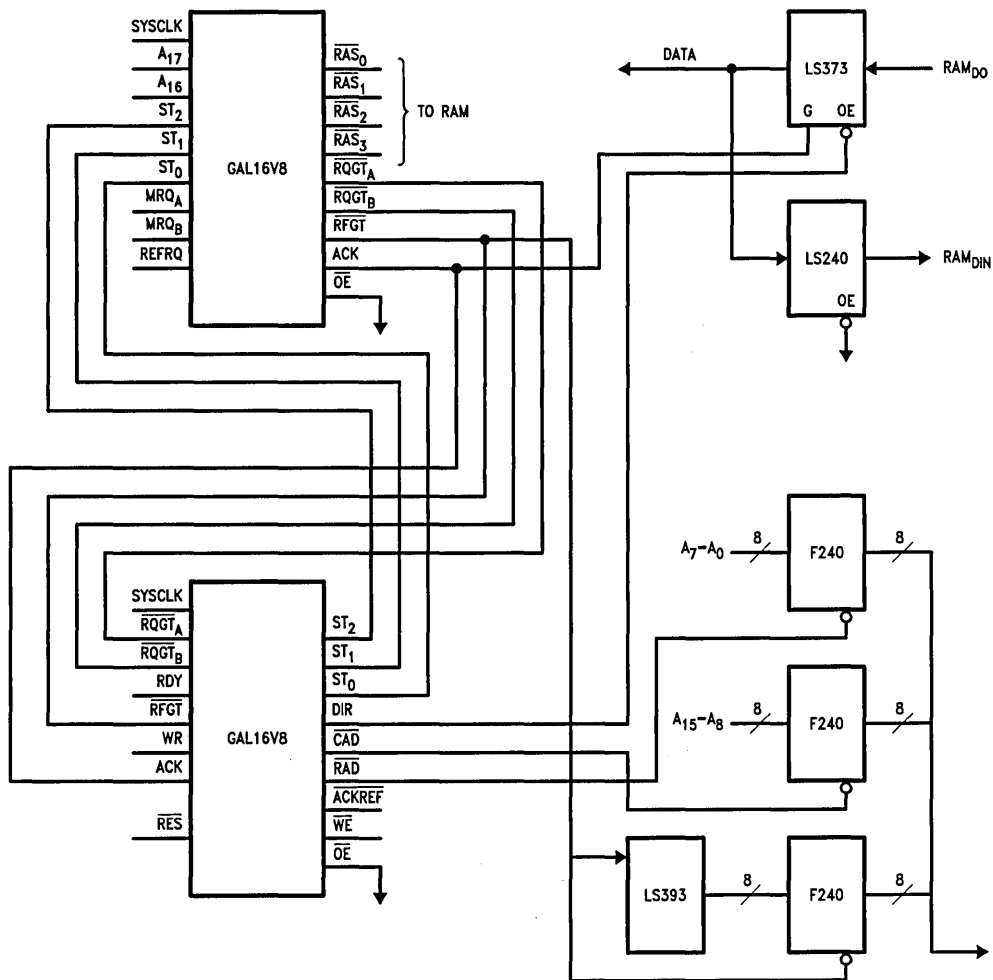 SYSCLK
A17
A16
ST2
ST1
ST0
MRQA
MRQB
REFRQ
GAL16V8
RAS0
RAS1
RAS2
RAS3
TO RAM
RQGTA
RQGTB
RFGT
ACK
OE
DATA
LS373
G
OE
RAMDO
LS240
OE
RAMDIN
SYSCLK
RQGTA
RQGTB
RDY
RFGT
WR
ACK
RES
GAL16V8
ST2
ST1
ST0
DIR
CAD
RAD
ACKREF
WE
OE
A7–A0
8
F240
8
A15–A8
8
F240
8
LS393
8
F240
8